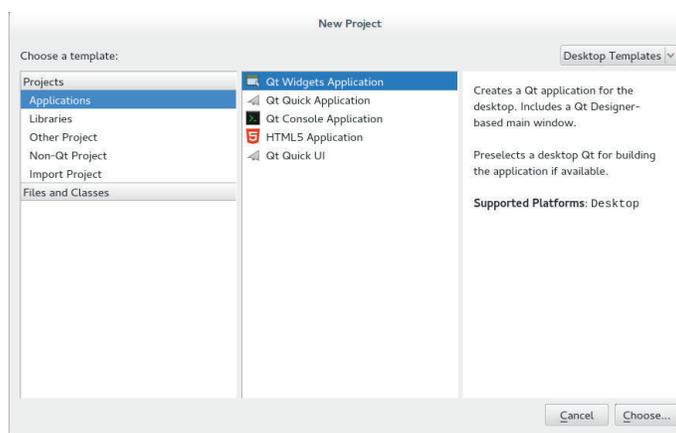 New Project
Choose a template:
Desktop Templates
Projects
Applications
Libraries
Other Project
Non-Qt Project
Import Project
Files and Classes
Qt Widgets Application
Qt Quick Application
Qt Console Application
HTML5 Application
Qt Quick UI
Creates a Qt application for the
desktop. Includes a Qt Designer-
based main window.
Preselects a desktop Qt for building
the application if available.
Supported Platforms: Desktop
Cancel
Choose...